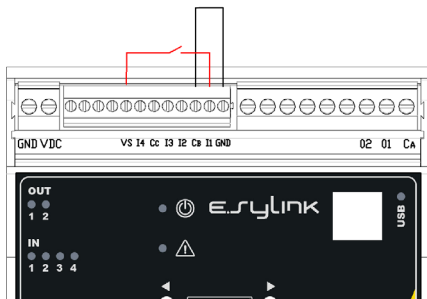 GND VDC VS I4 Cc I3 I2 CB I1 GND 02 01 CA
OUT
1 2
E.sylink
USB
IN
1 2 3 4